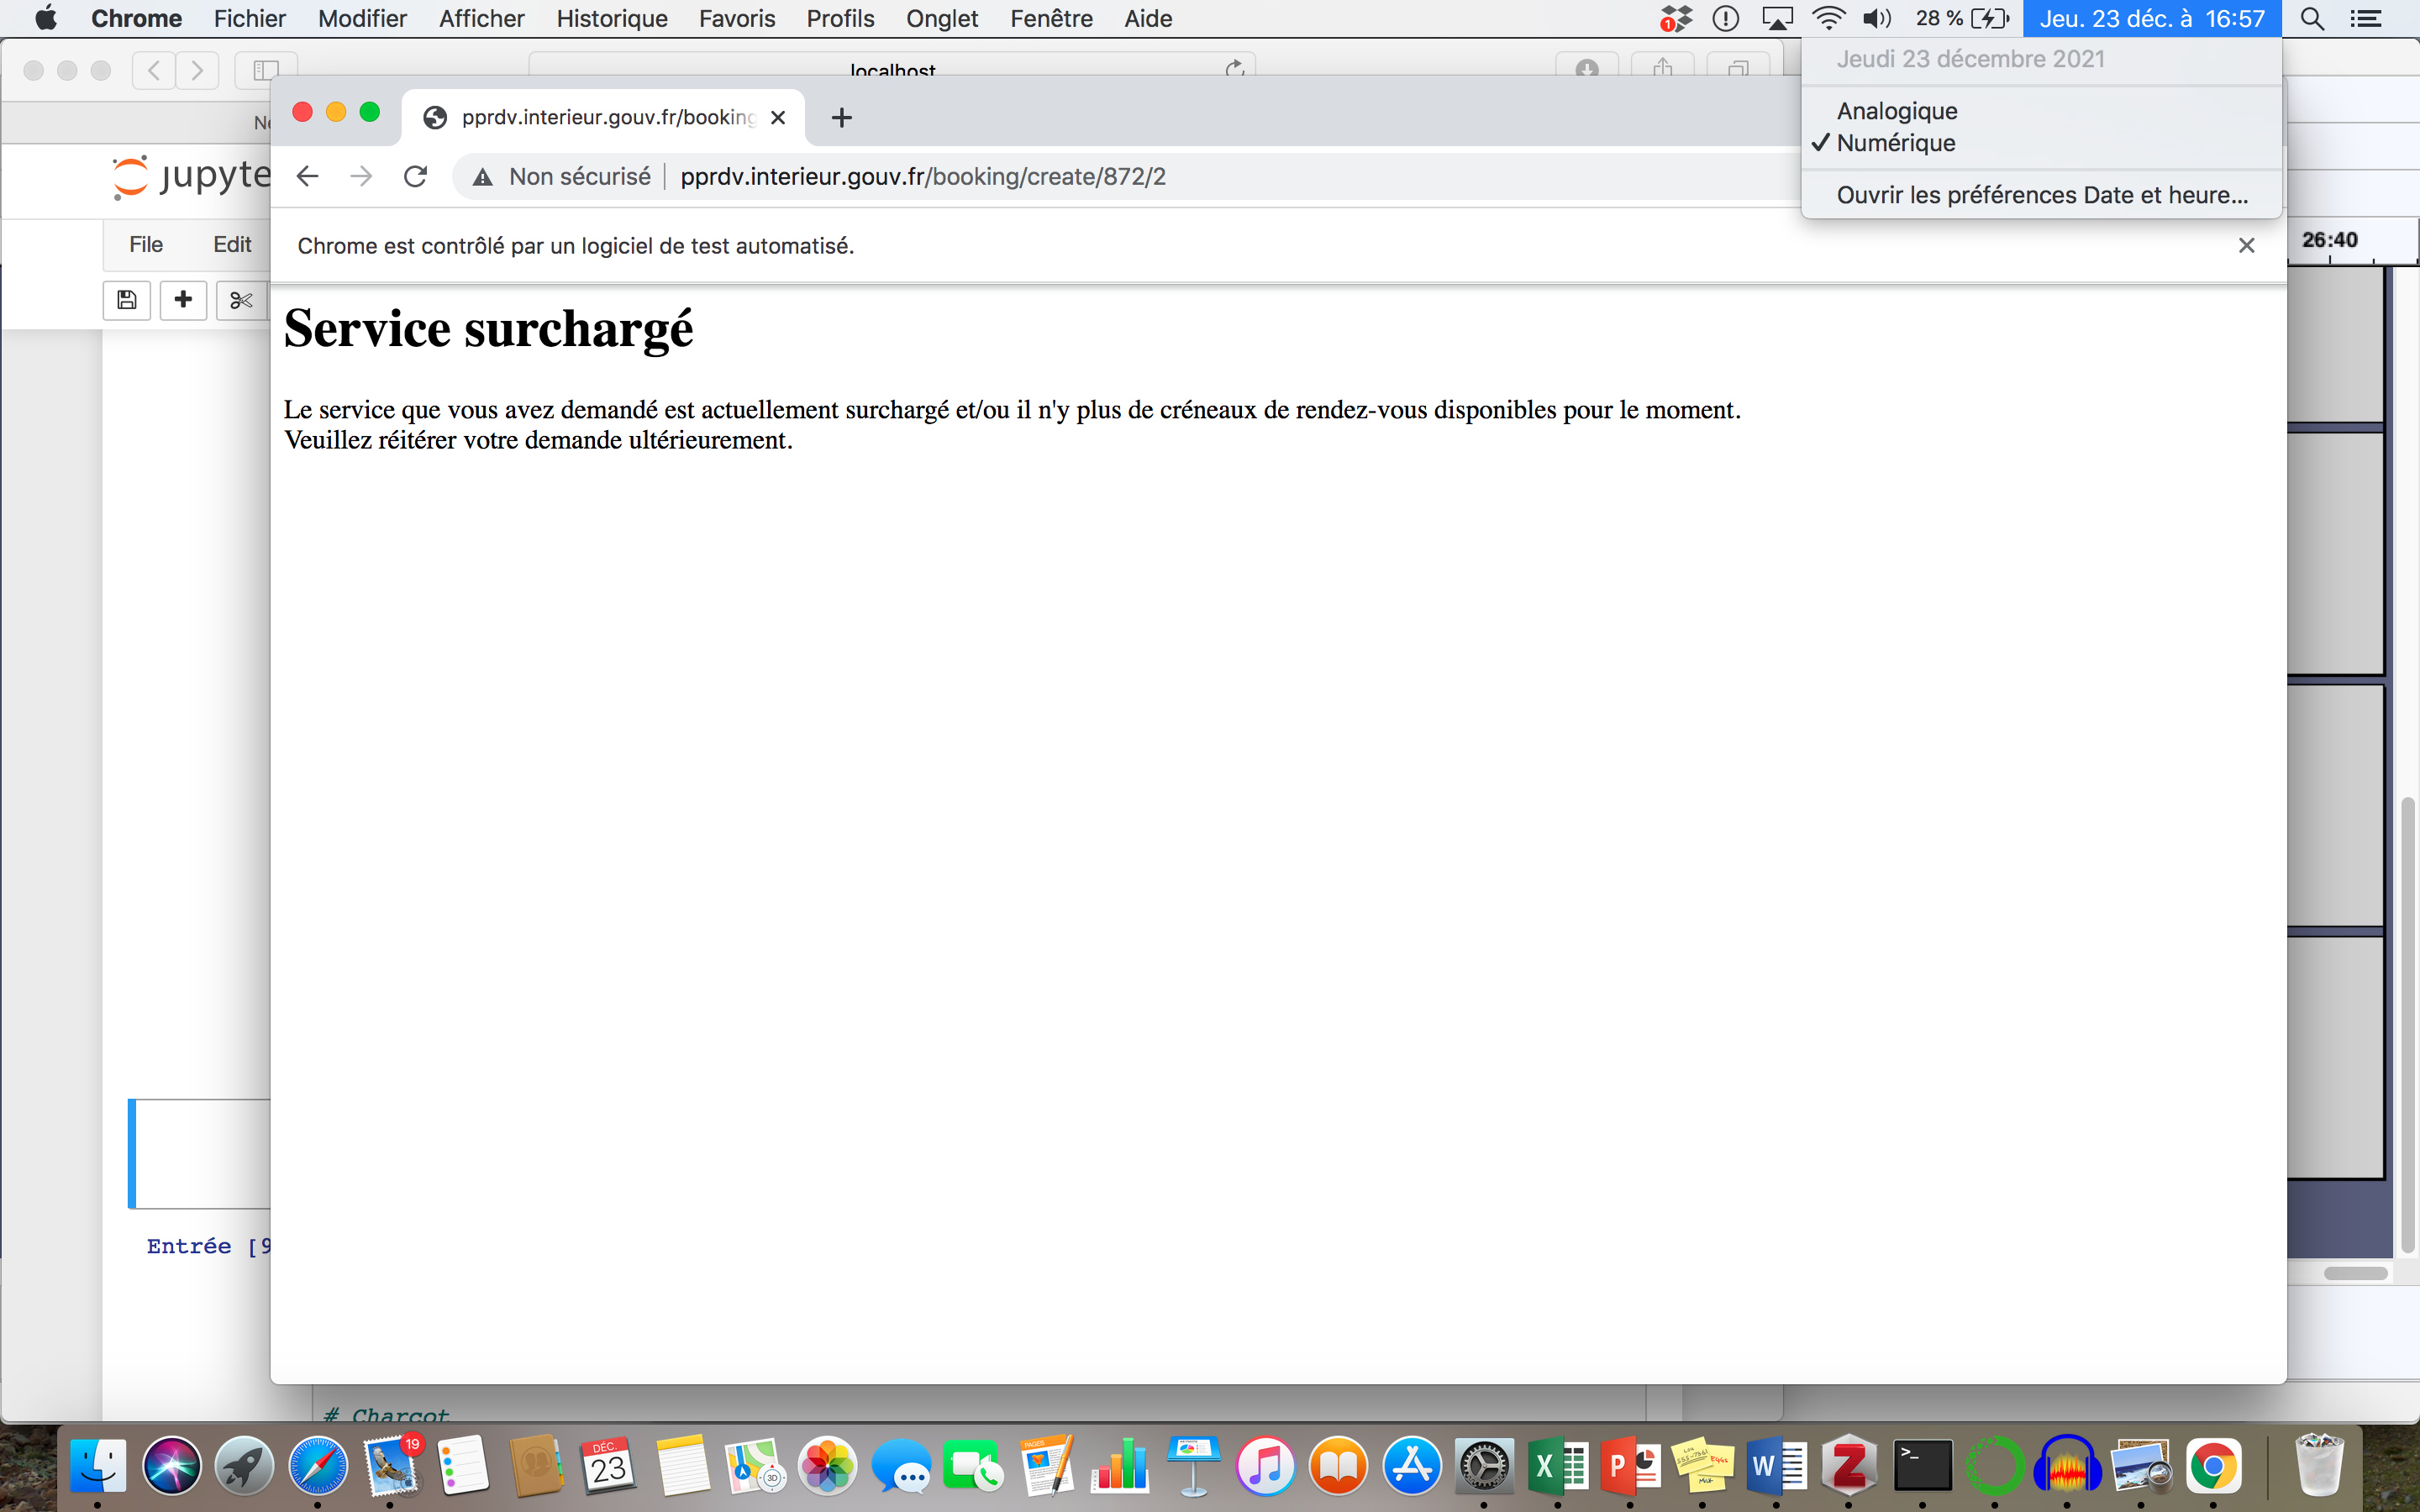 Chrome Fichier Modifier Afficher Historique Favoris Profils Onglet Fenêtre Aide 1 28 % Jeu. 23 déc. à 16:57
Jeudi 23 décembre 2021
Analogique
✓ Numérique
Ouvrir les préférences Date et heure...
localhost
pprdv.interieur.gouv.fr/booking
Non sécurisé pprdv.interieur.gouv.fr/booking/create/872/2
Chrome est contrôlé par un logiciel de test automatisé.
26:40
jupyte
File Edit
Service surchargé
Le service que vous avez demandé est actuellement surchargé et/ou il n'y plus de créneaux de rendez-vous disponibles pour le moment.
Veuillez réitérer votre demande ultérieurement.
Entrée [9
# Charcot
19
DÉC.
23
3D
PAGES
X
P
W
Z
>_